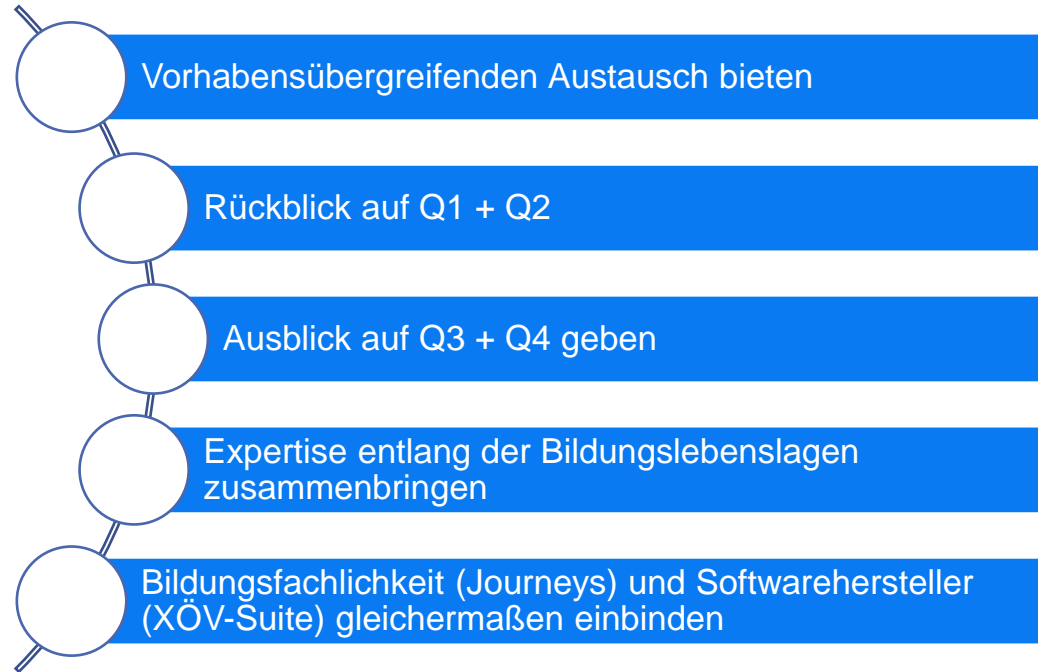 Vorhabensübergreifenden Austausch bieten
Rückblick auf Q1 + Q2
Ausblick auf Q3 + Q4 geben
Expertise entlang der Bildungslebenslagen
zusammenbringen
Bildungsfachlichkeit (Journeys) und Softwarehersteller
(XÖV-Suite) gleichermaßen einbinden